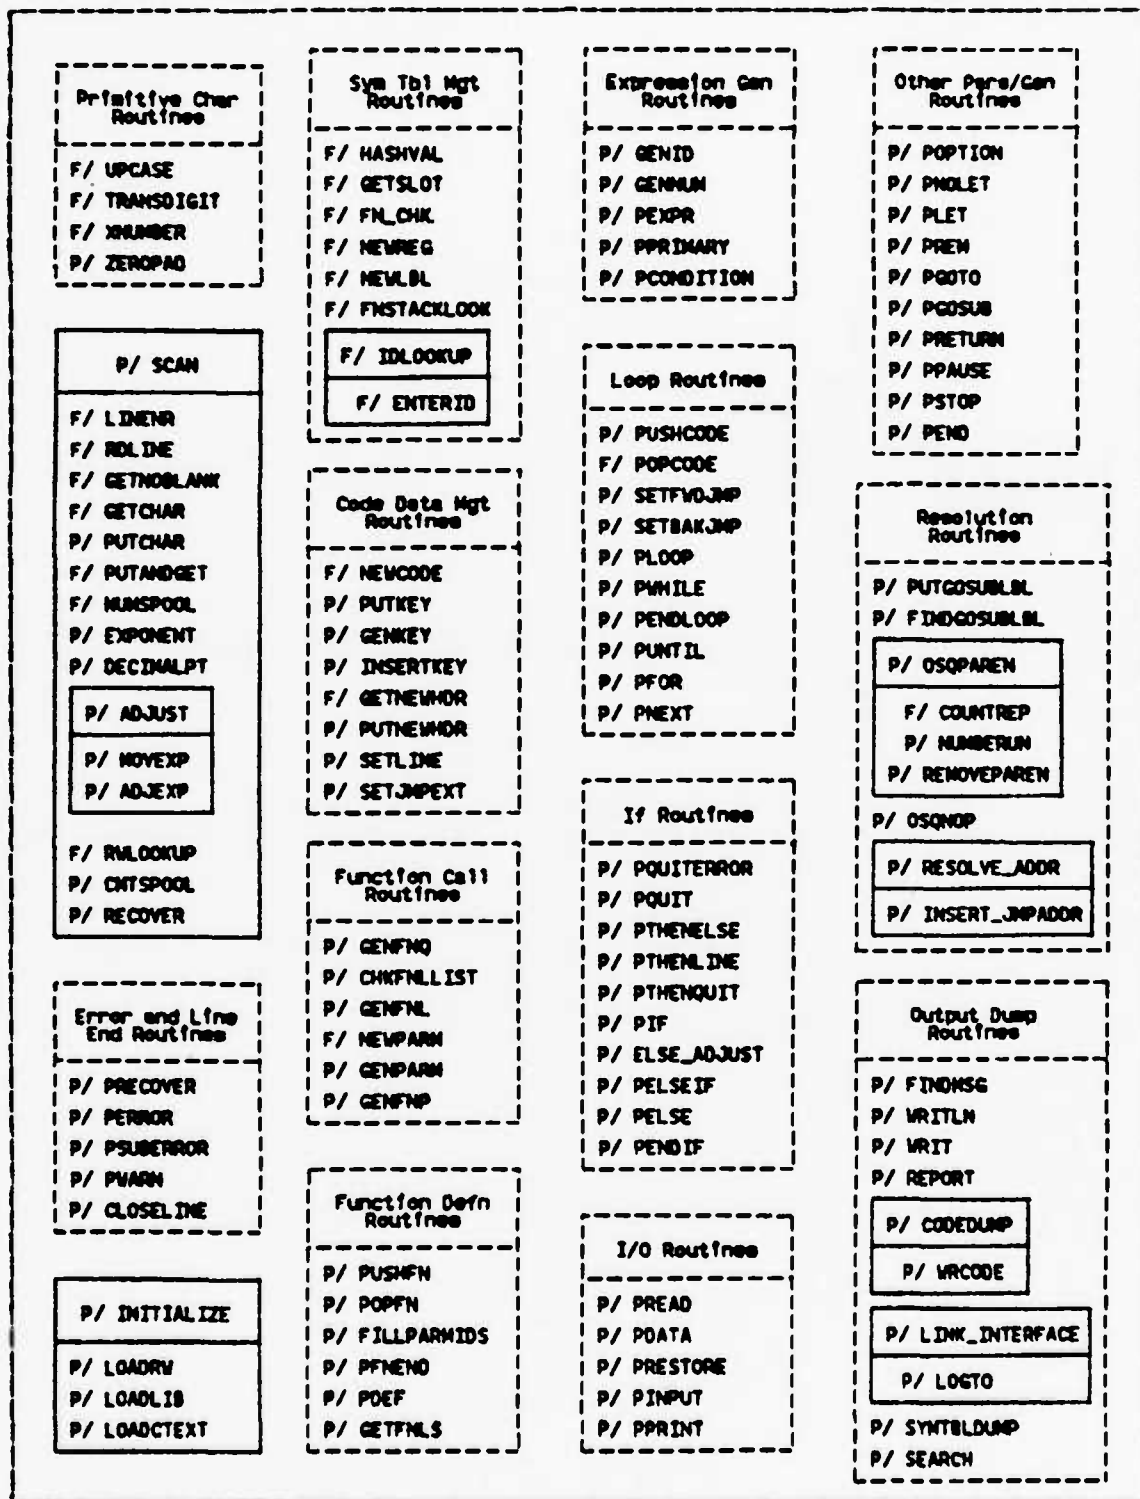 Primitive Char
Routines
F/ UPCASE
F/ TRANSDIGIT
F/ XNUMBER
P/ ZEROPAD
P/ SCAN
F/ LINENR
F/ RDLINE
F/ GETNOBLANK
F/ GETCHAR
P/ PUTCHAR
F/ PUTANDGET
F/ NUMSPOOL
P/ EXPONENT
P/ DECIMALPT
P/ ADJUST
P/ MOVEXP
P/ ADJEXP
F/ RWLOOKUP
P/ CMTSPOOL
P/ RECOVER
Error and Line
End Routines
P/ PRECOVER
P/ PERROR
P/ PSUBERROR
P/ PWARN
P/ CLOSELINE
P/ INITIALIZE
P/ LOADRW
P/ LOADLIB
P/ LOADCTEXT
Sym Tbl Mgt
Routines
F/ HASHVAL
F/ GETSLOT
F/ FN_CHK
F/ NEWREG
F/ NEWLBL
F/ FNSTACKLOOK
F/ IDLOOKUP
F/ ENTERID
Code Data Mgt
Routines
F/ NEWCODE
P/ PUTKEY
P/ GENKEY
P/ INSERTKEY
F/ GETNEWHDR
P/ PUTNEWHDR
P/ SETLINE
P/ SETJMPEXT
Function Call
Routines
P/ GENFNQ
P/ CHKFNLLIST
P/ GENFNL
F/ NEWPARM
P/ GENPARM
P/ GENFNP
Function Defn
Routines
P/ PUSHFN
P/ POPFN
P/ FILLPARMIDS
P/ PFNEND
P/ PDEF
P/ GETFNLS
Expression Gen
Routines
P/ GENID
P/ GENNUM
P/ PEXPR
P/ PPRIMARY
P/ PCONDITION
Loop Routines
P/ PUSHCODE
F/ POPCODE
P/ SETFWDJMP
P/ SETBAKJMP
P/ PLOOP
P/ PWHILE
P/ PENDLOOP
P/ PUNTIL
P/ PFOR
P/ PNEXT
If Routines
P/ PQUITERROR
P/ PQUIT
P/ PTHENELSE
P/ PTHENLINE
P/ PTHENQUIT
P/ PIF
P/ ELSE_ADJUST
P/ PELSEIF
P/ PELSE
P/ PENDIF
I/O Routines
P/ PREAD
P/ PDATA
P/ PRESTORE
P/ PINPUT
P/ PPRINT
Other Pars/Gen
Routines
P/ POPTION
P/ PNOLET
P/ PLET
P/ PREM
P/ PGOTO
P/ PGOSUB
P/ PRETURN
P/ PPAUSE
P/ PSTOP
P/ PEND
Resolution
Routines
P/ PUTGOSUBLBL
P/ FINDGOSUBLBL
P/ OSQPAREN
F/ COUNTREP
P/ NUMBERUN
P/ REMOVEPAREN
P/ OSQNOP
P/ RESOLVE_ADDR
P/ INSERT_JMPADDR
Output Dump
Routines
P/ FINDMSG
P/ WRITLN
P/ WRIT
P/ REPORT
P/ CODEDUMP
P/ WRCODE
P/ LINK_INTERFACE
P/ LOGTO
P/ SYMTBLDUMP
P/ SEARCH